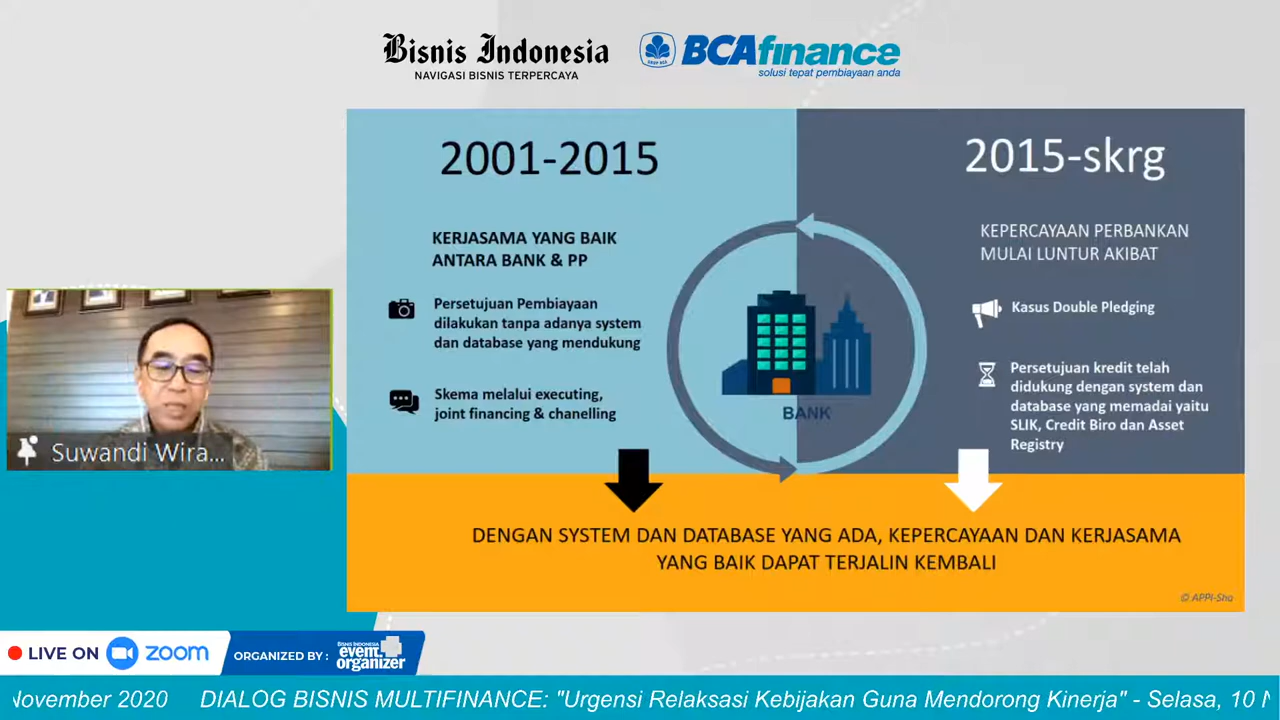 Bisnis Indonesia
NAVIGASI BISNIS TERPERCAYA
BCA finance
solusi tepat pembiayaan anda
2001-2015
KERJASAMA YANG BAIK
ANTARA BANK & PP
Persetujuan Pembiayaan
dilakukan tanpa adanya system
dan database yang mendukung
Skema melalui executing,
joint financing & chanelling
BANK
2015-skrg
KEPERCAYAAN PERBANKAN
MULAI LUNTUR AKIBAT
Kasus Double Pledging
Persetujuan kredit telah
didukung dengan system dan
database yang memadai yaitu
SLIK, Credit Biro dan Asset
Registry
DENGAN SYSTEM DAN DATABASE YANG ADA, KEPERCAYAAN DAN KERJASAMA
YANG BAIK DAPAT TERJALIN KEMBALI
© APPI-Sho
Suwandi Wira...
LIVE ON zoom
ORGANIZED BY :
BISNIS INDONESIA
event
organizer
November 2020 DIALOG BISNIS MULTIFINANCE: "Urgensi Relaksasi Kebijakan Guna Mendorong Kinerja" - Selasa, 10 N